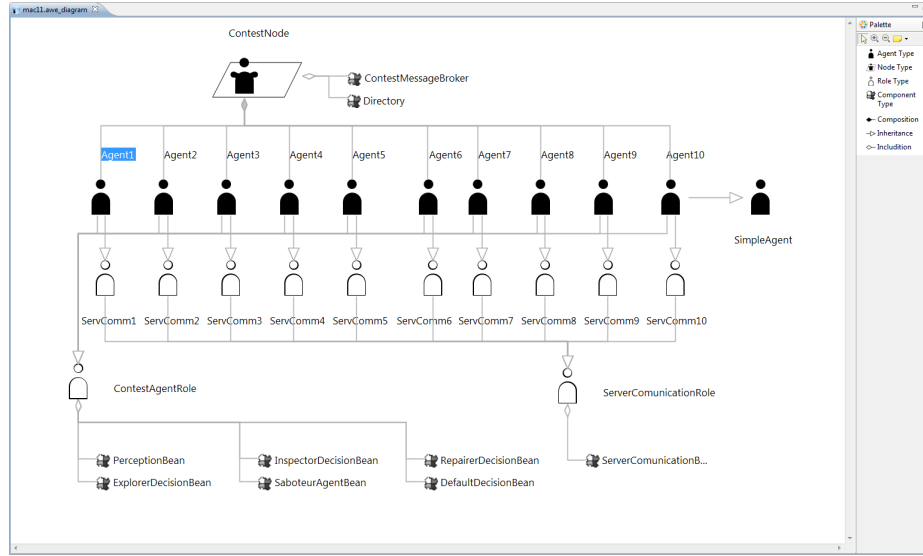 mac11.awe_diagram
Palette
ContestNode
Agent Type
Node Type
Role Type
Component
Type
Composition
Inheritance
Includition
ContestMessageBroker
Directory
Agent1 Agent2 Agent3 Agent4 Agent5 Agent6 Agent7 Agent8 Agent9 Agent10
SimpleAgent
ServComm1 ServComm2 ServComm3 ServComm4 ServComm5 ServComm6 ServComm7 ServComm8 ServComm9 ServComm10
ContestAgentRole
ServerComunicationRole
PerceptionBean InspectorDecisionBean RepairerDecisionBean ServerComunicationB...
ExplorerDecisionBean SaboteurAgentBean DefaultDecisionBean